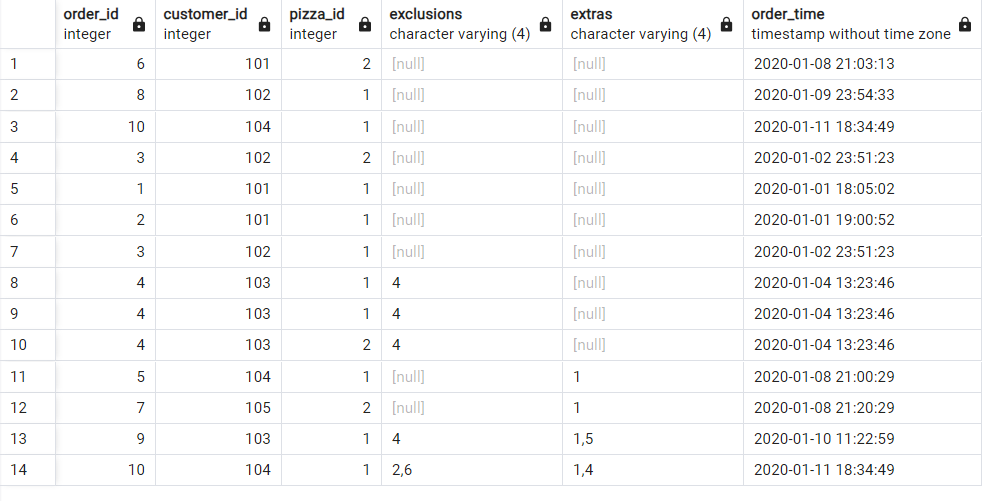 order_id customer_id pizza_id exclusions extras order_time
integer integer integer character varying (4) character varying (4) timestamp without time zone
1 6 101 2 [null] [null] 2020-01-08 21:03:13
2 8 102 1 [null] [null] 2020-01-09 23:54:33
3 10 104 1 [null] [null] 2020-01-11 18:34:49
4 3 102 2 [null] [null] 2020-01-02 23:51:23
5 1 101 1 [null] [null] 2020-01-01 18:05:02
6 2 101 1 [null] [null] 2020-01-01 19:00:52
7 3 102 1 [null] [null] 2020-01-02 23:51:23
8 4 103 1 4 [null] 2020-01-04 13:23:46
9 4 103 1 4 [null] 2020-01-04 13:23:46
10 4 103 2 4 [null] 2020-01-04 13:23:46
11 5 104 1 [null] 1 2020-01-08 21:00:29
12 7 105 2 [null] 1 2020-01-08 21:20:29
13 9 103 1 4 1,5 2020-01-10 11:22:59
14 10 104 1 2,6 1,4 2020-01-11 18:34:49